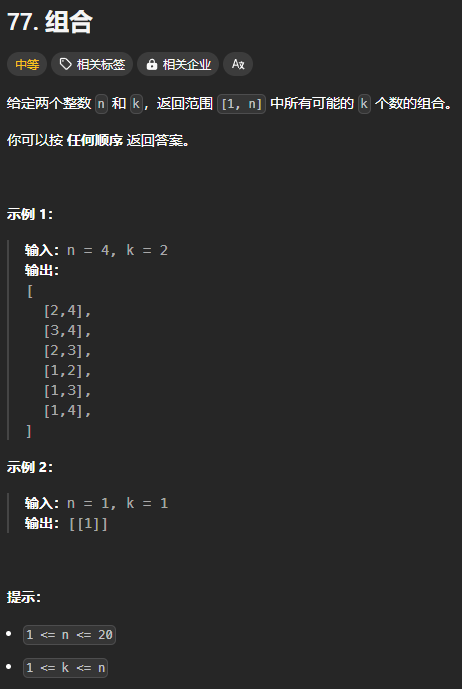 77. 组合
中等 相关标签 相关企业 Aあ
给定两个整数 n 和 k，返回范围 [1, n] 中所有可能的 k 个数的组合。
你可以按 任何顺序 返回答案。
示例 1：
输入：n = 4, k = 2
输出：
[
[2,4],
[3,4],
[2,3],
[1,2],
[1,3],
[1,4],
]
示例 2：
输入：n = 1, k = 1
输出：[[1]]
提示：
1 <= n <= 20
1 <= k <= n